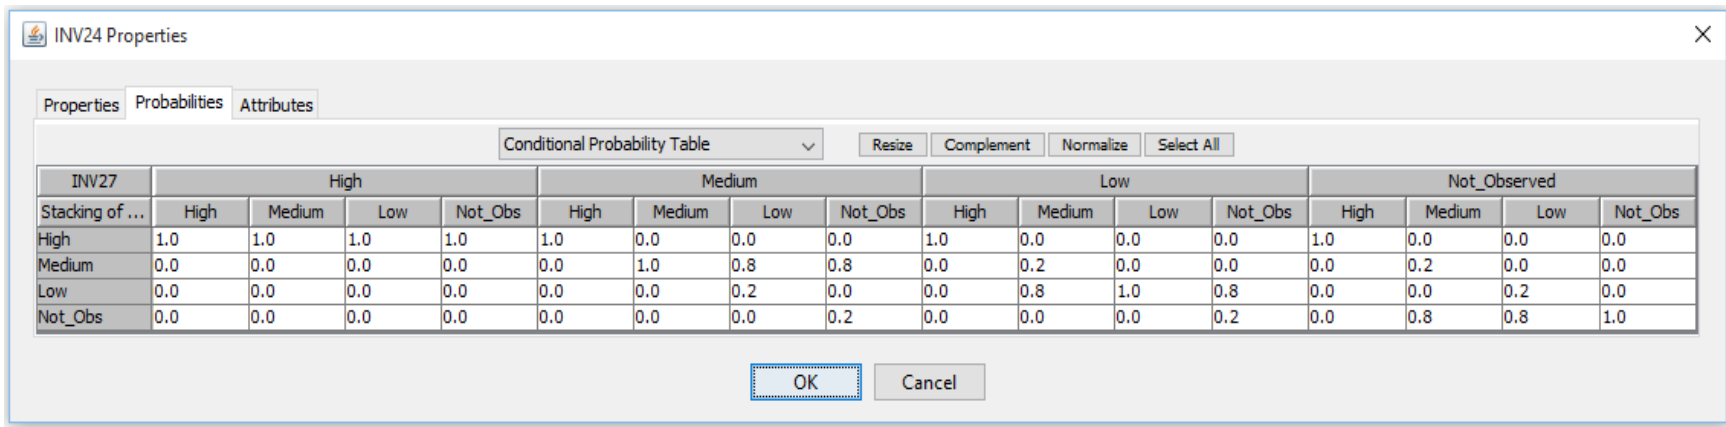 INV24 Properties
Properties Probabilities Attributes
Conditional Probability Table Resize Complement Normalize Select All
INV27 High Medium Low Not_Observed
Stacking of ... High Medium Low Not_Obs High Medium Low Not_Obs High Medium Low Not_Obs High Medium Low Not_Obs
High 1.0 1.0 1.0 1.0 1.0 0.0 0.0 0.0 1.0 0.0 0.0 0.0 1.0 0.0 0.0 0.0
Medium 0.0 0.0 0.0 0.0 0.0 1.0 0.8 0.8 0.0 0.2 0.0 0.0 0.0 0.2 0.0 0.0
Low 0.0 0.0 0.0 0.0 0.0 0.0 0.2 0.0 0.0 0.8 1.0 0.8 0.0 0.0 0.2 0.0
Not_Obs 0.0 0.0 0.0 0.0 0.0 0.0 0.0 0.2 0.0 0.0 0.0 0.2 0.0 0.8 0.8 1.0
OK Cancel